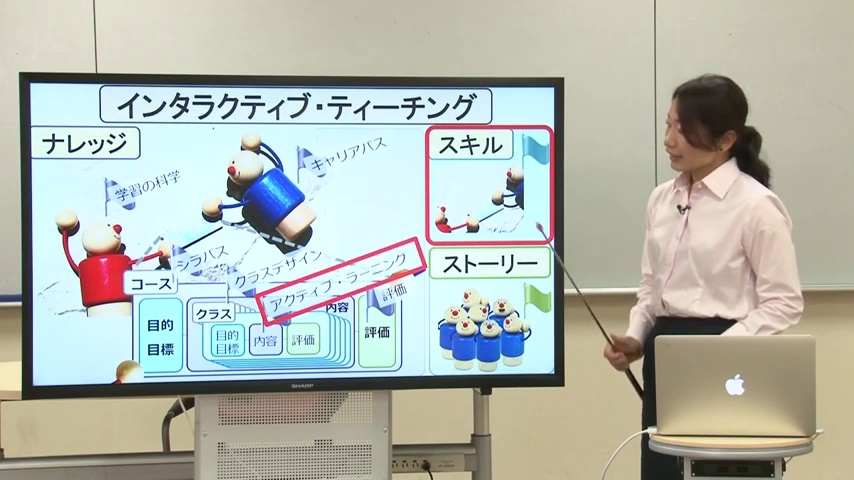 インタラクティブ・ティーチング
ナレッジ
スキル
キャリアパス
学習の科学
シラバス
クラスデザイン
アクティブ・ラーニング
評価
ストーリー
コース
目的
目標
クラス
内容
目的
目標
内容
評価
評価
SHARP